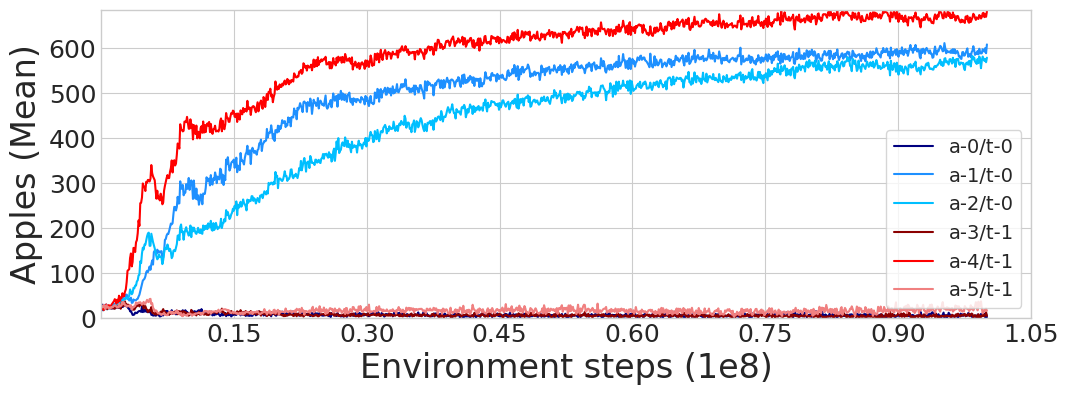 Apples (Mean)
600
500
400
300
200
100
0
0.15 0.30 0.45 0.60 0.75 0.90 1.05
Environment steps (1e8)
a-0/t-0
a-1/t-0
a-2/t-0
a-3/t-1
a-4/t-1
a-5/t-1